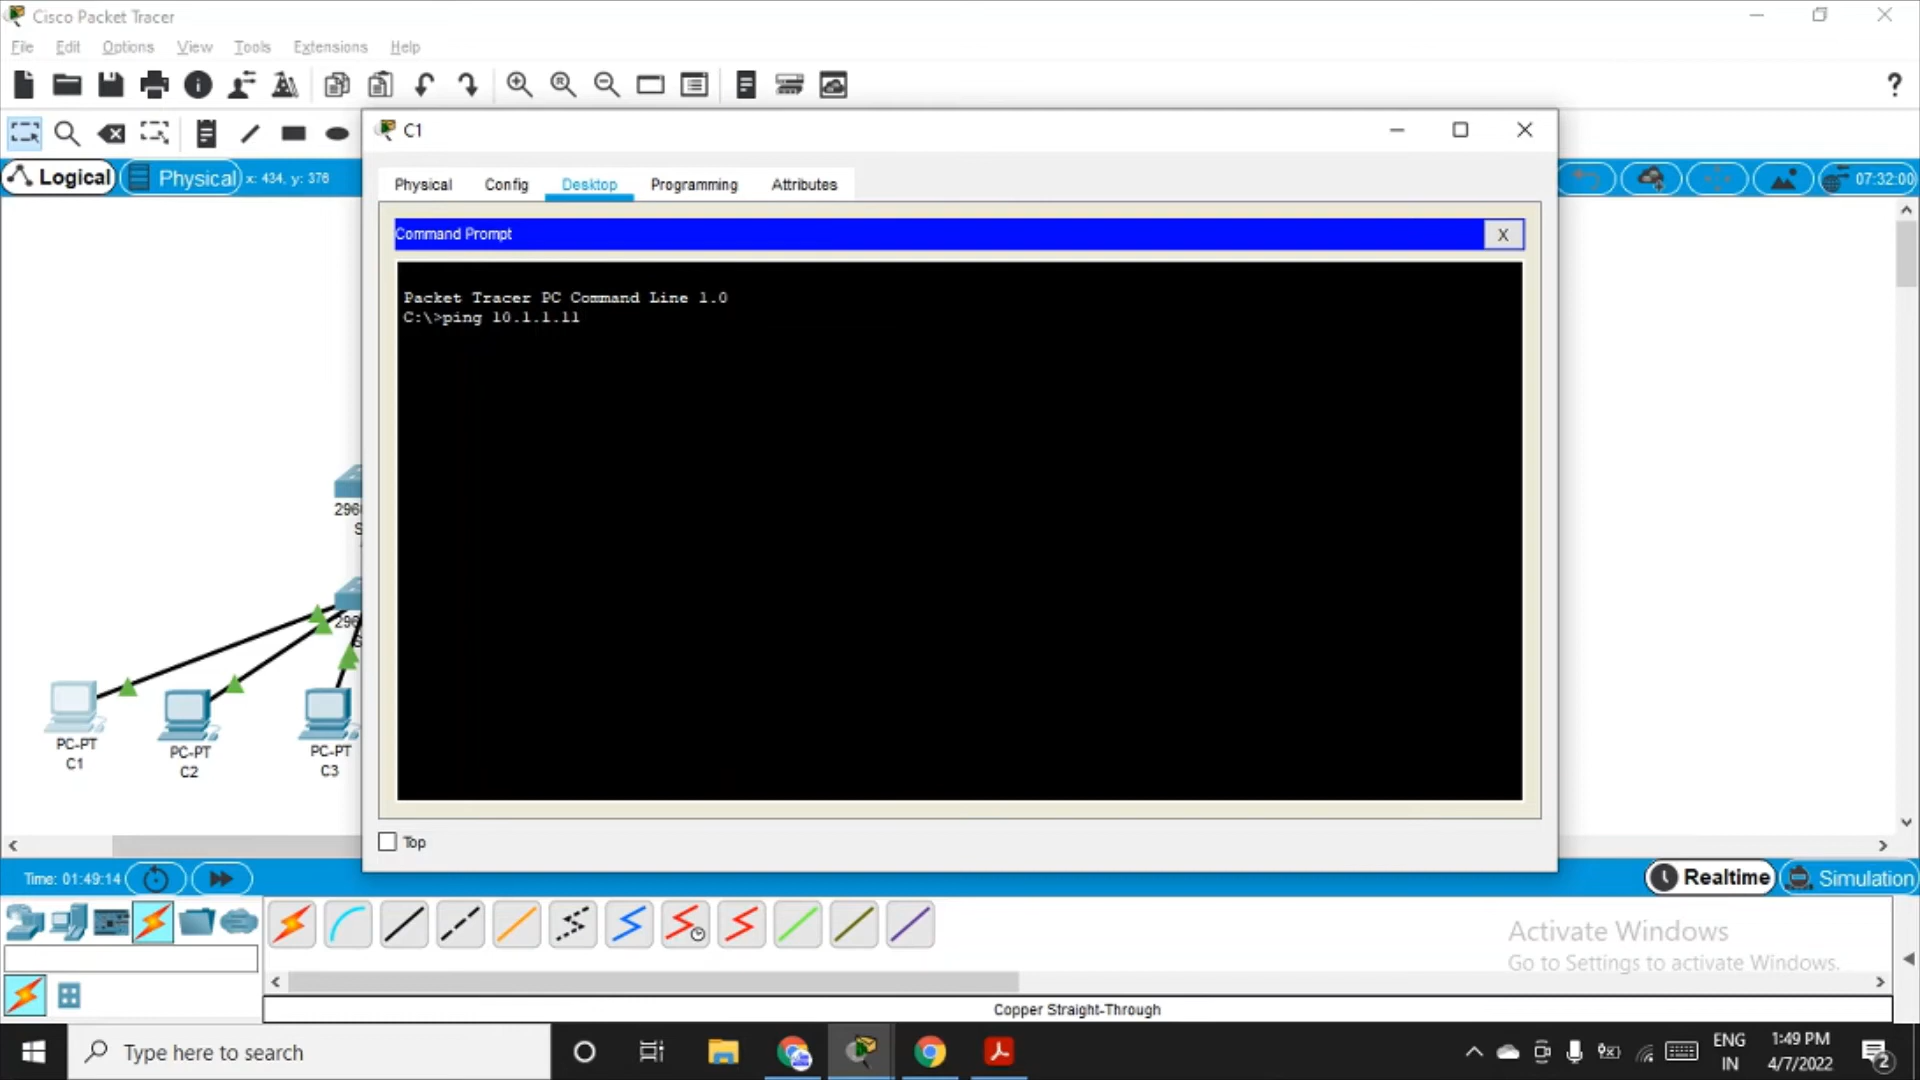 Cisco Packet Tracer
File Edit Options View Tools Extensions Help
?
C1
Logical Physical x: 434, y: 376 07:32:00
Physical Config Desktop Programming Attributes
Command Prompt X
Packet Tracer PC Command Line 1.0
C:\>ping 10.1.1.11
296
S
296
PC-PT
C1
PC-PT
C2
PC-PT
C3
Top
Time: 01:49:14 Realtime Simulation
Activate Windows
Go to Settings to activate Windows.
Copper Straight-Through
Type here to search
ENG
IN
1:49 PM
4/7/2022
2